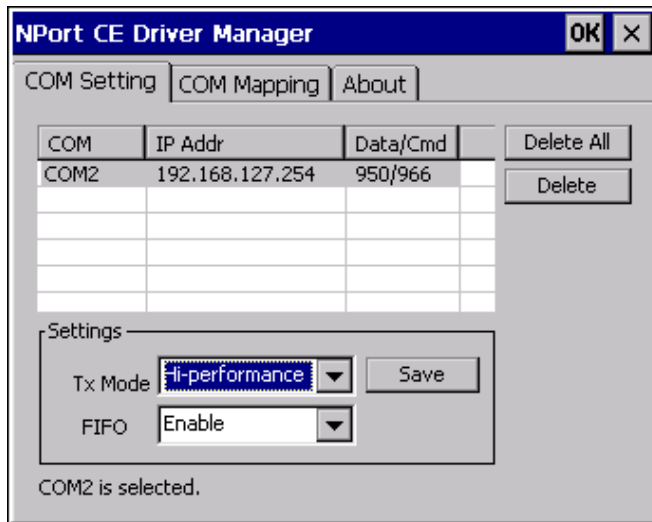 NPort CE Driver Manager OK ×
COM Setting COM Mapping About
COM IP Addr Data/Cmd Delete All
COM2 192.168.127.254 950/966
Delete
Settings
Tx Mode Hi-performance Save
FIFO Enable
COM2 is selected.